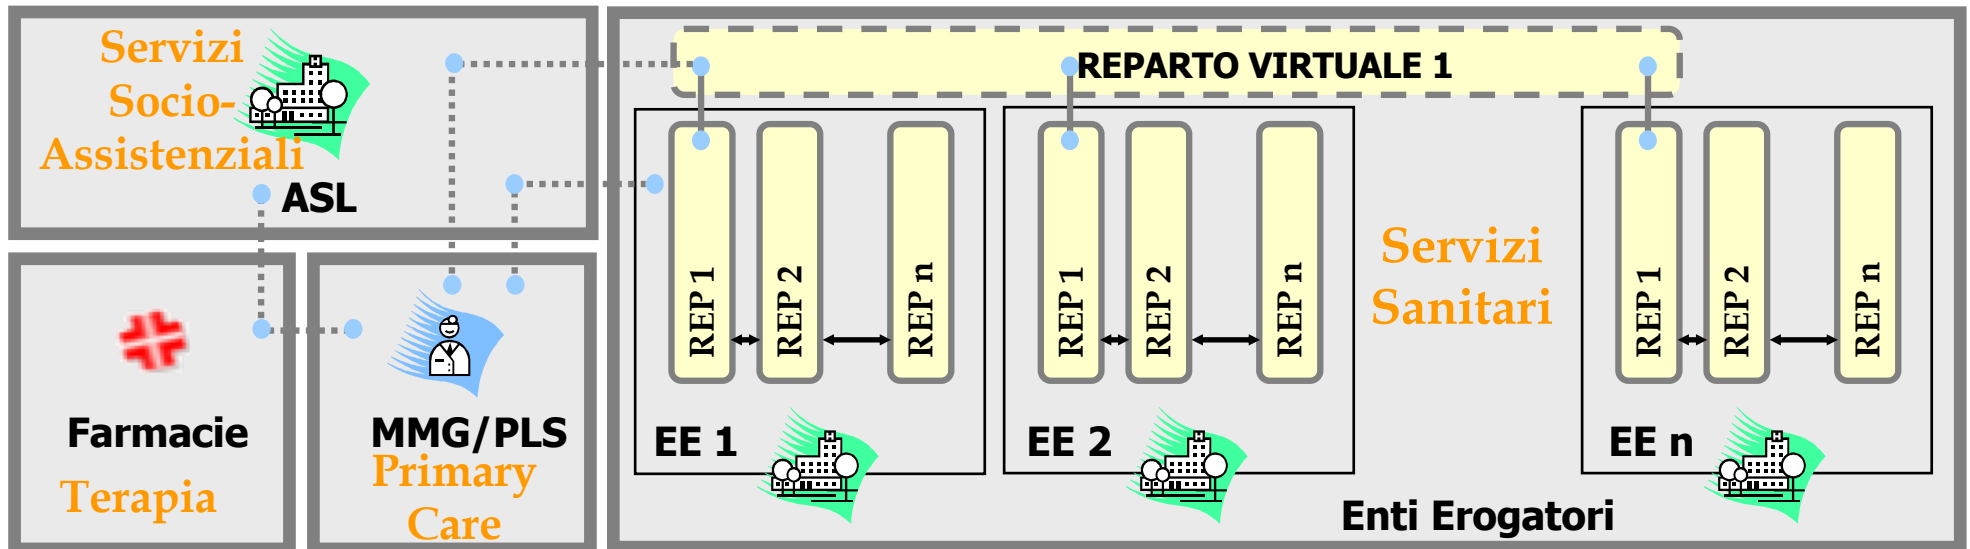 Servizi
Socio-
Assistenziali
ASL
Farmacie
Terapia
MMG/PLS
Primary
Care
REPARTO VIRTUALE 1
REP 1
REP 2
REP n
EE 1
REP 1
REP 2
REP n
EE 2
Servizi
Sanitari
REP 1
REP 2
REP n
EE n
Enti Erogatori